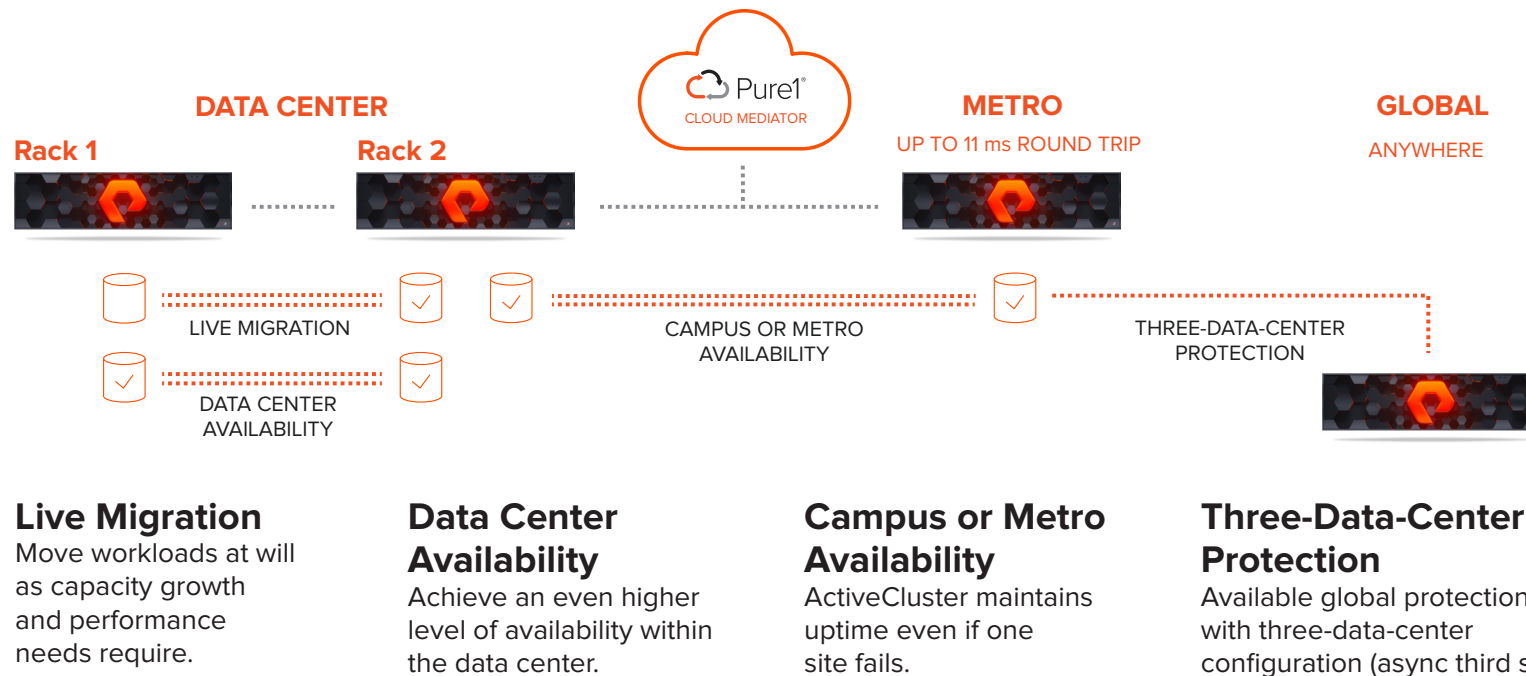 Pure1®
CLOUD MEDIATOR
DATA CENTER
METRO
GLOBAL
UP TO 11 ms ROUND TRIP
ANYWHERE
Rack 1
Rack 2
LIVE MIGRATION
CAMPUS OR METRO
AVAILABILITY
THREE-DATA-CENTER
PROTECTION
DATA CENTER
AVAILABILITY
Live Migration
Move workloads at will
as capacity growth
and performance
needs require.
Data Center
Availability
Achieve an even higher
level of availability within
the data center.
Campus or Metro
Availability
ActiveCluster maintains
uptime even if one
site fails.
Three-Data-Center
Protection
Available global protection
with three-data-center
configuration (async third